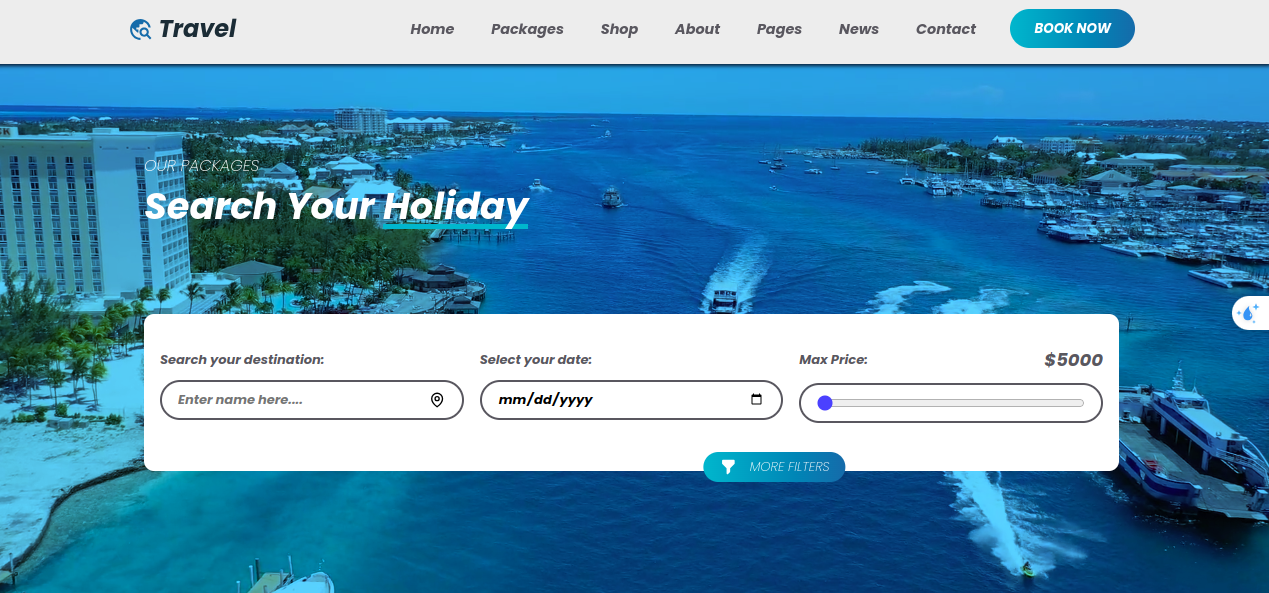 Travel
Home Packages Shop About Pages News Contact BOOK NOW
OUR PACKAGES
Search Your Holiday
Search your destination: Select your date: Max Price: $5000
Enter name here.... mm/dd/yyyy
MORE FILTERS